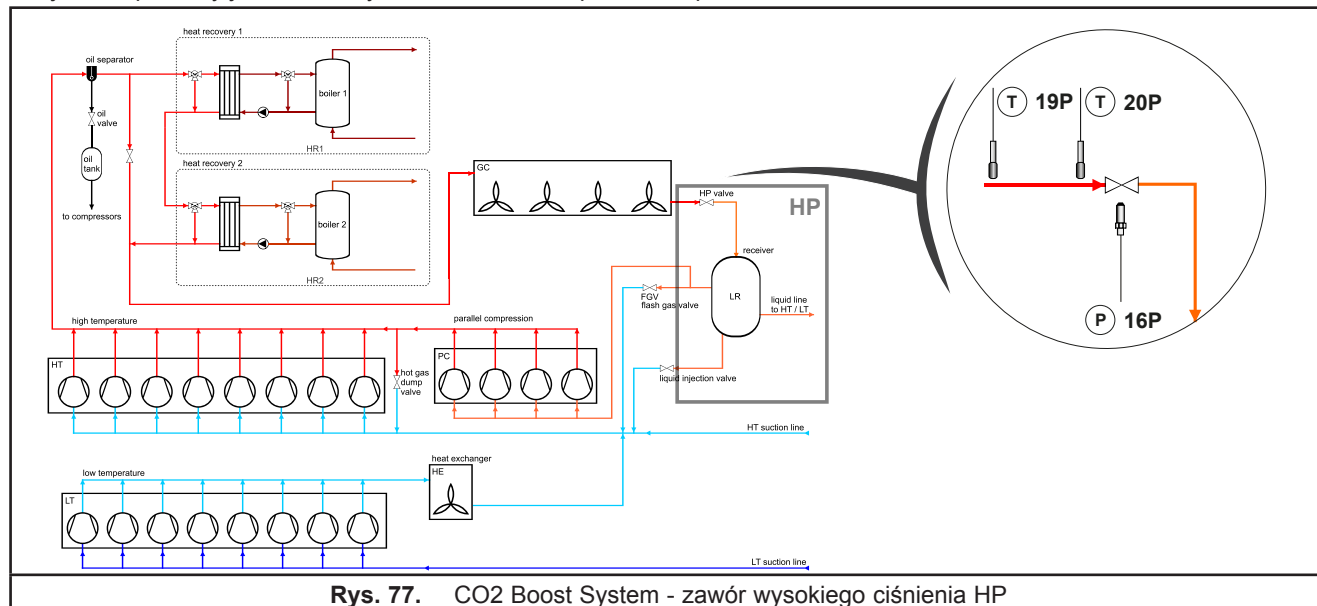 heat recovery 1
oil separator
boiler 1
oil
valve
HR1
oil
tank
to compressors
heat recovery 2
boiler 2
HR2
GC
HP valve
HP
receiver
LR
FGV
flash gas valve
liquid line
to HT / LT
liquid injection valve
T 19P T 20P
P 16P
high temperature
parallel compression
HT
PC
hot gas
dump
valve
HT suction line
low temperature
heat exchanger
HE
LT
LT suction line
Rys. 77. CO2 Boost System - zawór wysokiego ciśnienia HP